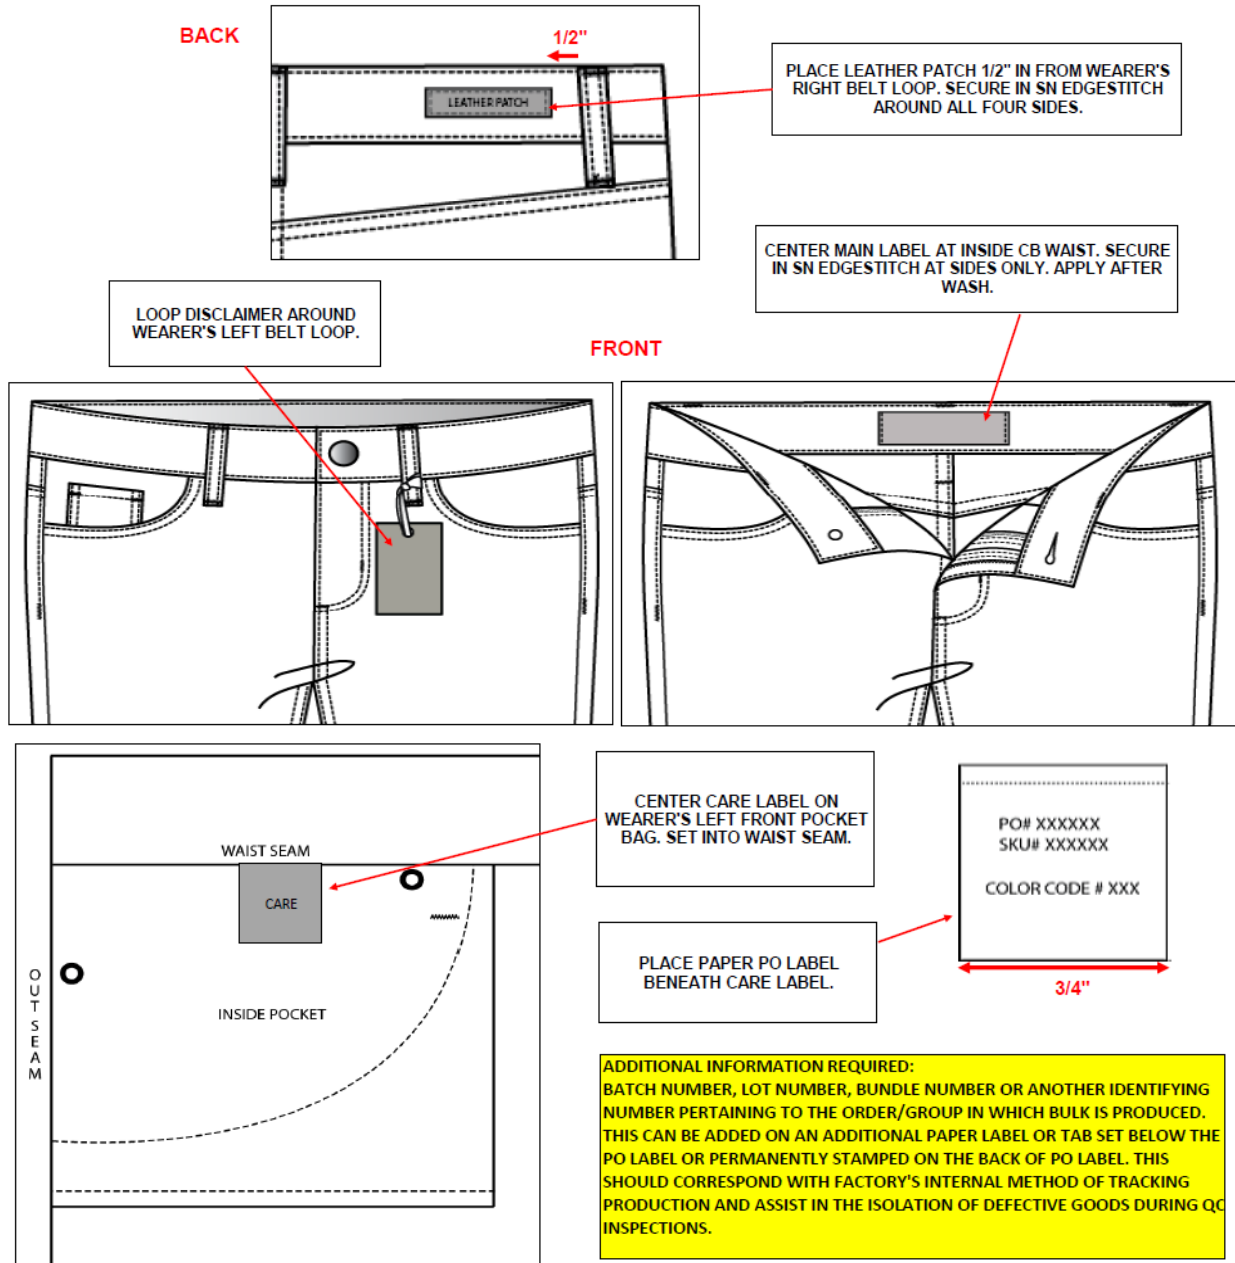 BACK
1/2"
PLACE LEATHER PATCH 1/2" IN FROM WEARER'S
RIGHT BELT LOOP. SECURE IN SN EDGESTITCH
AROUND ALL FOUR SIDES.
LEATHER PATCH
CENTER MAIN LABEL AT INSIDE CB WAIST. SECURE
IN SN EDGESTITCH AT SIDES ONLY. APPLY AFTER
WASH.
LOOP DISCLAIMER AROUND
WEARER'S LEFT BELT LOOP.
FRONT
CENTER CARE LABEL ON
WEARER'S LEFT FRONT POCKET
BAG. SET INTO WAIST SEAM.
WAIST SEAM
CARE
OUT SEAM
INSIDE POCKET
PO# XXXXXX
SKU# XXXXXX
COLOR CODE # XXX
3/4"
PLACE PAPER PO LABEL
BENEATH CARE LABEL.
ADDITIONAL INFORMATION REQUIRED:
BATCH NUMBER, LOT NUMBER, BUNDLE NUMBER OR ANOTHER IDENTIFYING
NUMBER PERTAINING TO THE ORDER/GROUP IN WHICH BULK IS PRODUCED.
THIS CAN BE ADDED ON AN ADDITIONAL PAPER LABEL OR TAB SET BELOW THE
PO LABEL OR PERMANENTLY STAMPED ON THE BACK OF PO LABEL. THIS
SHOULD CORRESPOND WITH FACTORY'S INTERNAL METHOD OF TRACKING
PRODUCTION AND ASSIST IN THE ISOLATION OF DEFECTIVE GOODS DURING QC
INSPECTIONS.